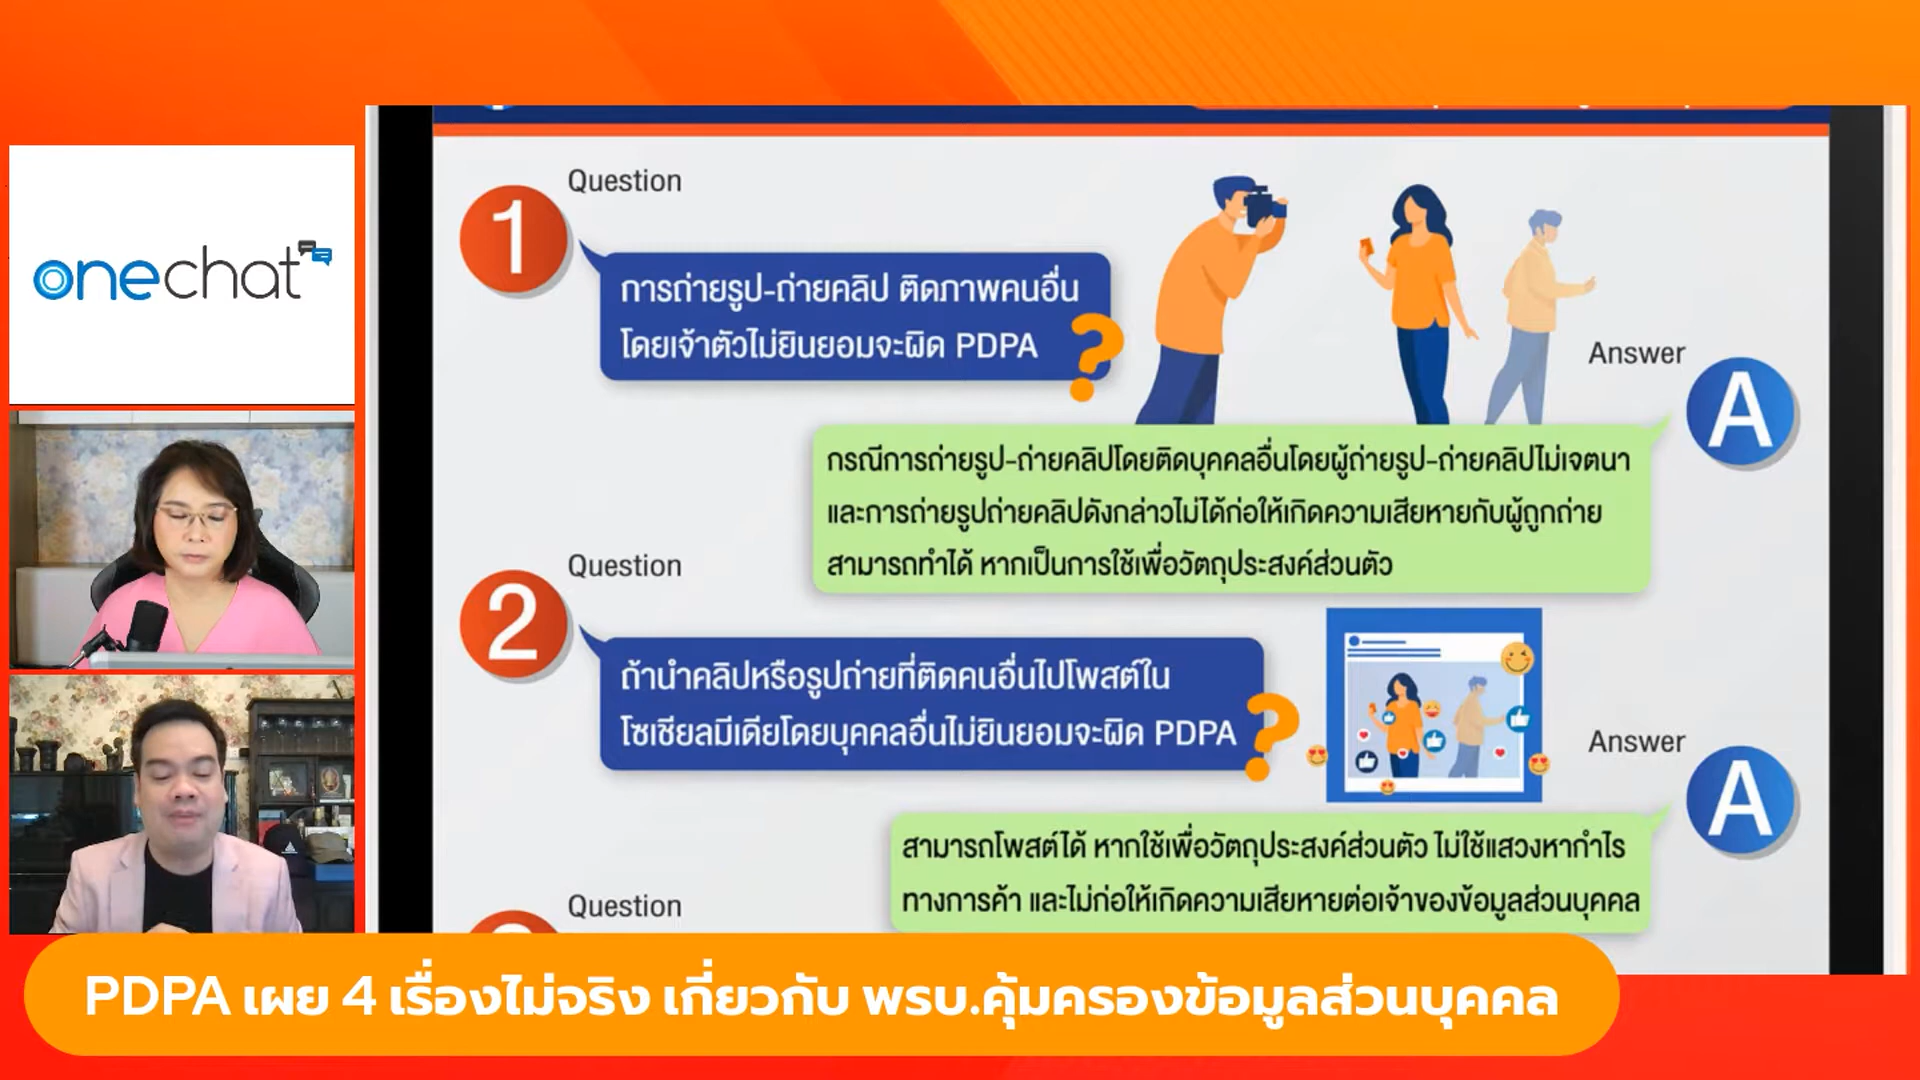 onechat
Question
1
การถ่ายรูป-ถ่ายคลิป ติดภาพคนอื่น
โดยเจ้าตัวไม่ยินยอมจะผิด PDPA
?
Answer
A
กรณีการถ่ายรูป-ถ่ายคลิปโดยติดบุคคลอื่นโดยผู้ถ่ายรูป-ถ่ายคลิปไม่เจตนา
และการถ่ายรูปถ่ายคลิปดังกล่าวไม่ได้ก่อให้เกิดความเสียหายกับผู้ถูกถ่าย
สามารถทำได้ หากเป็นการใช้เพื่อวัตถุประสงค์ส่วนตัว
Question
2
ถ้านำคลิปหรือรูปถ่ายที่ติดคนอื่นไปโพสต์ใน
โซเชียลมีเดียโดยบุคคลอื่นไม่ยินยอมจะผิด PDPA
?
Answer
A
สามารถโพสต์ได้ หากใช้เพื่อวัตถุประสงค์ส่วนตัว ไม่ใช้แสวงหากำไร
ทางการค้า และไม่ก่อให้เกิดความเสียหายต่อเจ้าของข้อมูลส่วนบุคคล
Question
PDPA เผย 4 เรื่องไม่จริง เกี่ยวกับ พรบ.คุ้มครองข้อมูลส่วนบุคคล